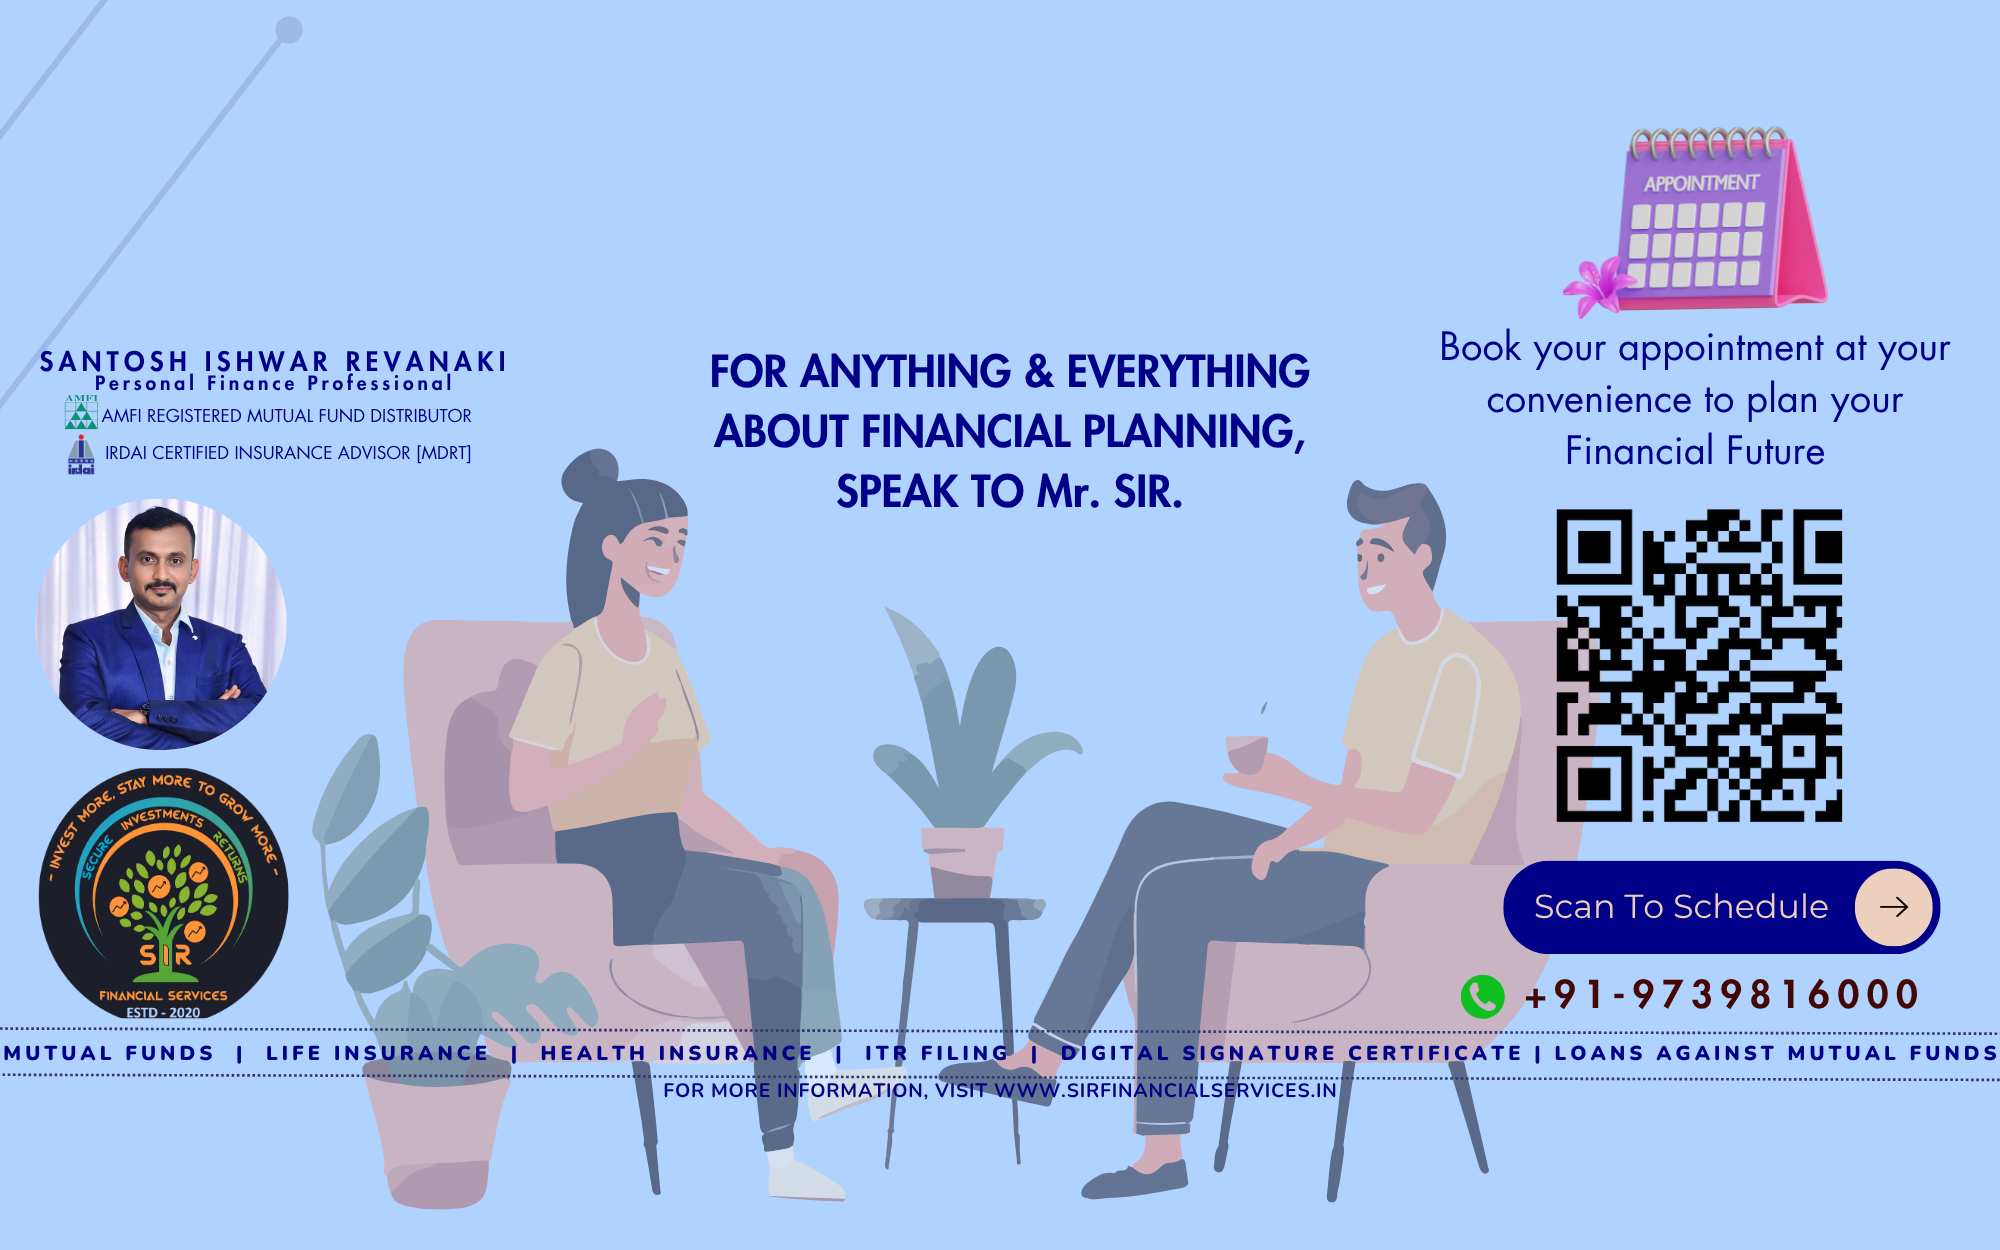 APPOINTMENT
SANTOSH ISHWAR REVANAKI
Personal Finance Professional
AMFI
AMFI REGISTERED MUTUAL FUND DISTRIBUTOR
irdai
IRDAI CERTIFIED INSURANCE ADVISOR [MDRT]
FOR ANYTHING & EVERYTHING
ABOUT FINANCIAL PLANNING,
SPEAK TO Mr. SIR.
Book your appointment at your
convenience to plan your
Financial Future
- INVEST MORE, STAY MORE TO GROW MORE -
SECURE INVESTMENTS RETURNS
SIR
FINANCIAL SERVICES
ESTD - 2020
Scan To Schedule
+91-9739816000
MUTUAL FUNDS | LIFE INSURANCE | HEALTH INSURANCE | ITR FILING | DIGITAL SIGNATURE CERTIFICATE | LOANS AGAINST MUTUAL FUNDS
FOR MORE INFORMATION, VISIT WWW.SIRFINANCIALSERVICES.IN